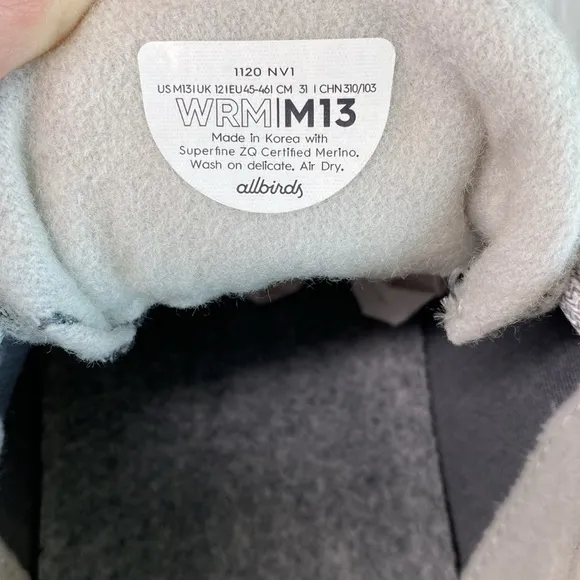 1120 NV1
US M13 | UK 12 | EU 45-46 | CM 31 | CHN 310/103
WRM|M13
Made in Korea with
Superfine ZQ Certified Merino.
Wash on delicate. Air Dry.
allbirds